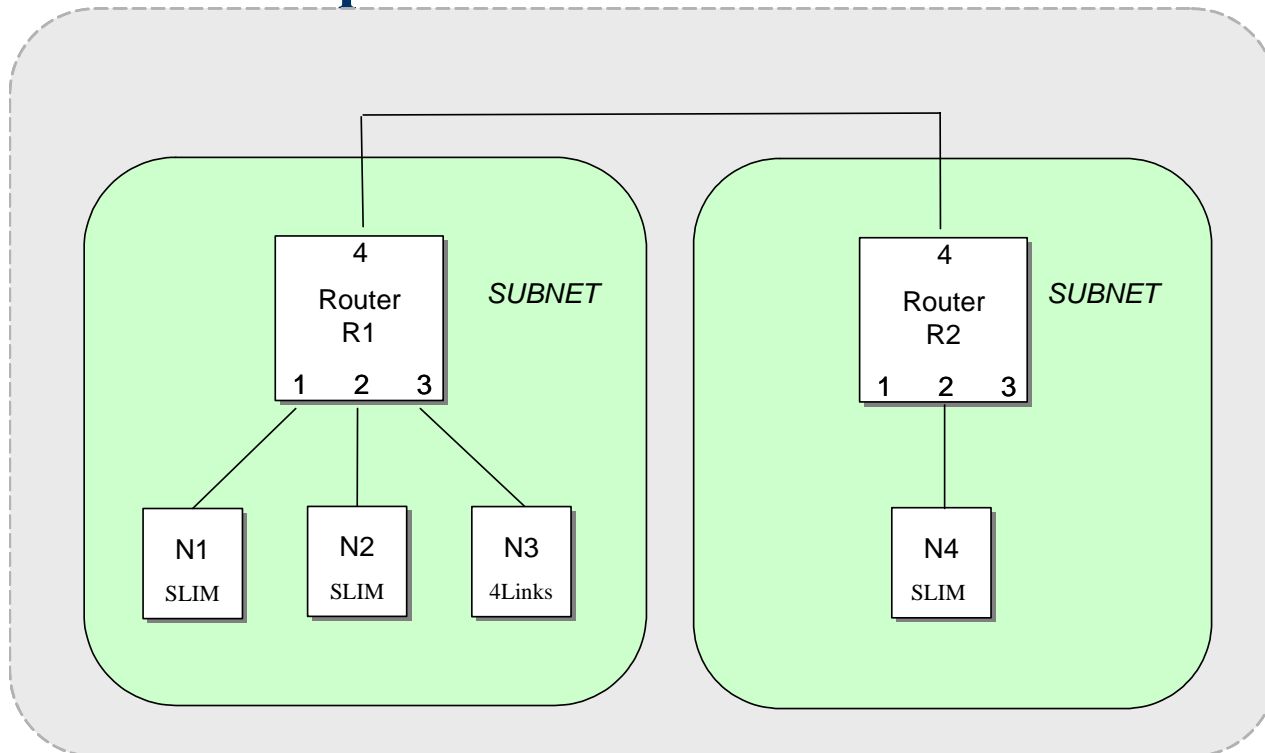 4
Router
R1
1 2 3
SUBNET
N1
SLIM
N2
SLIM
N3
4Links
4
Router
R2
1 2 3
SUBNET
N4
SLIM